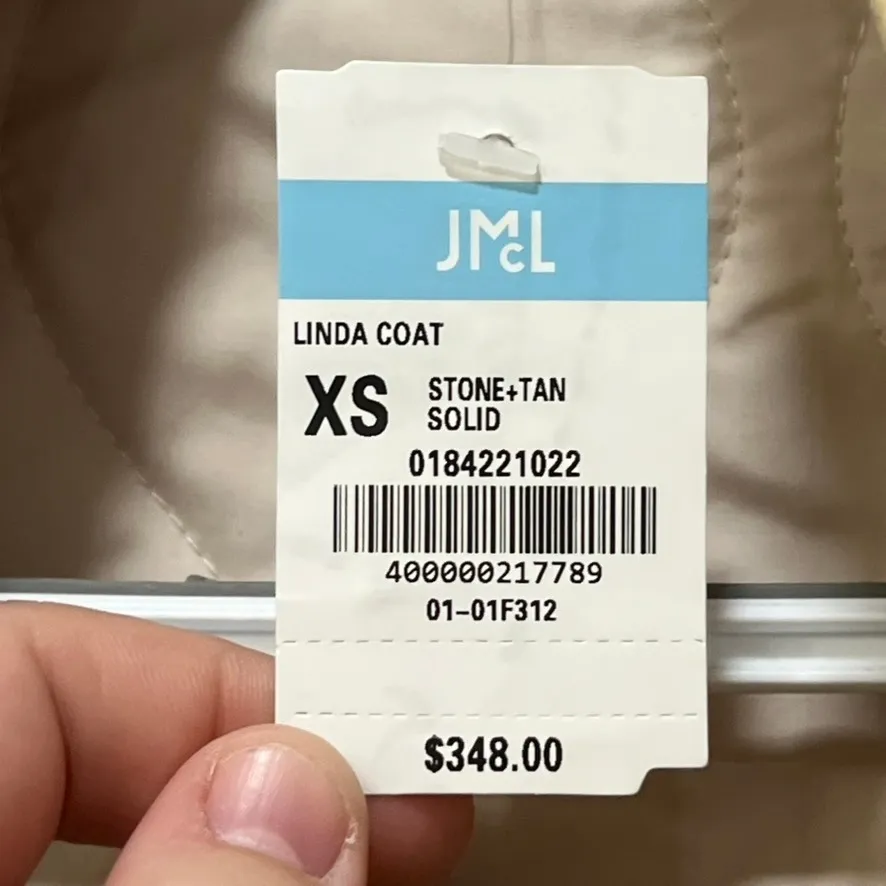 JMcL
LINDA COAT
XS
STONE+TAN
SOLID
0184221022
400000217789
01-01F312
$348.00